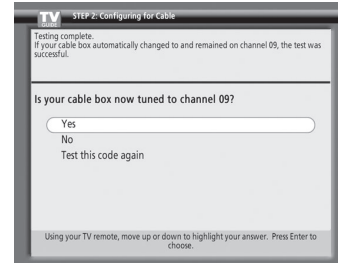 TV
GUIDE
STEP 2: Configuring for Cable
Testing complete.
If your cable box automatically changed to and remained on channel 09, the test was
successful.
Is your cable box now tuned to channel 09?
Yes
No
Test this code again
Using your TV remote, move up or down to highlight your answer. Press Enter to
choose.